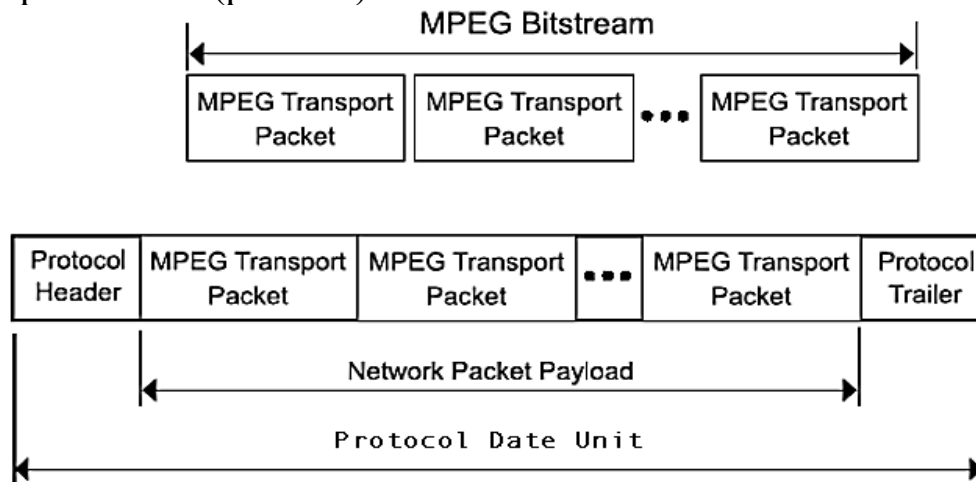 MPEG Bitstream
MPEG Transport Packet
MPEG Transport Packet
•••
MPEG Transport Packet
Protocol Header
MPEG Transport Packet
MPEG Transport Packet
•••
MPEG Transport Packet
Protocol Trailer
Network Packet Payload
Protocol Date Unit